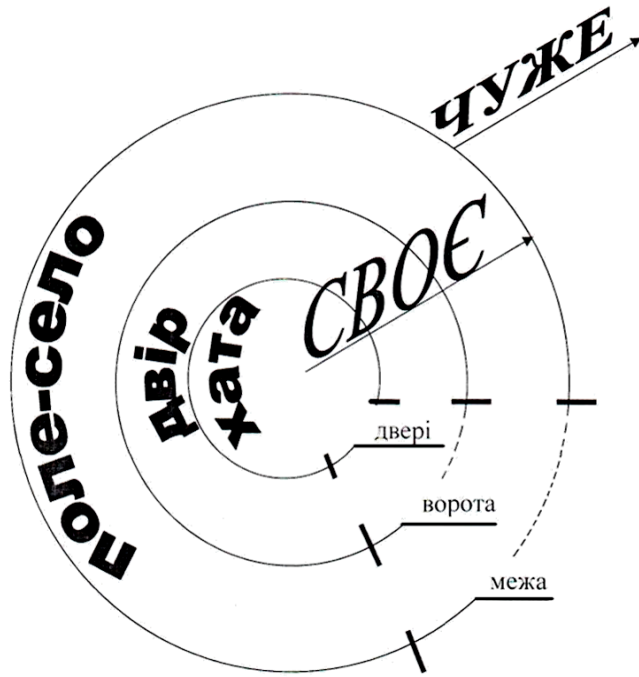 ЧУЖЕ
СВОЄ
хата
двір
поле-село
двері
ворота
межа